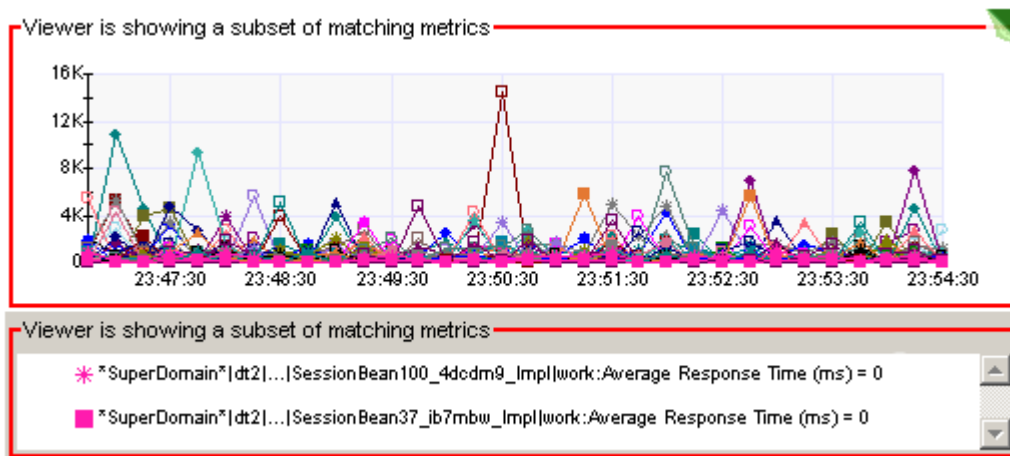 Viewer is showing a subset of matching metrics
16K
12K
8K
4K
0
23:47:30 23:48:30 23:49:30 23:50:30 23:51:30 23:52:30 23:53:30 23:54:30
Viewer is showing a subset of matching metrics
*SuperDomain*|dt2|...|SessionBean100_4dcdm9_Impl|work:Average Response Time (ms) = 0
*SuperDomain*|dt2|...|SessionBean37_jb7mbw_Impl|work:Average Response Time (ms) = 0